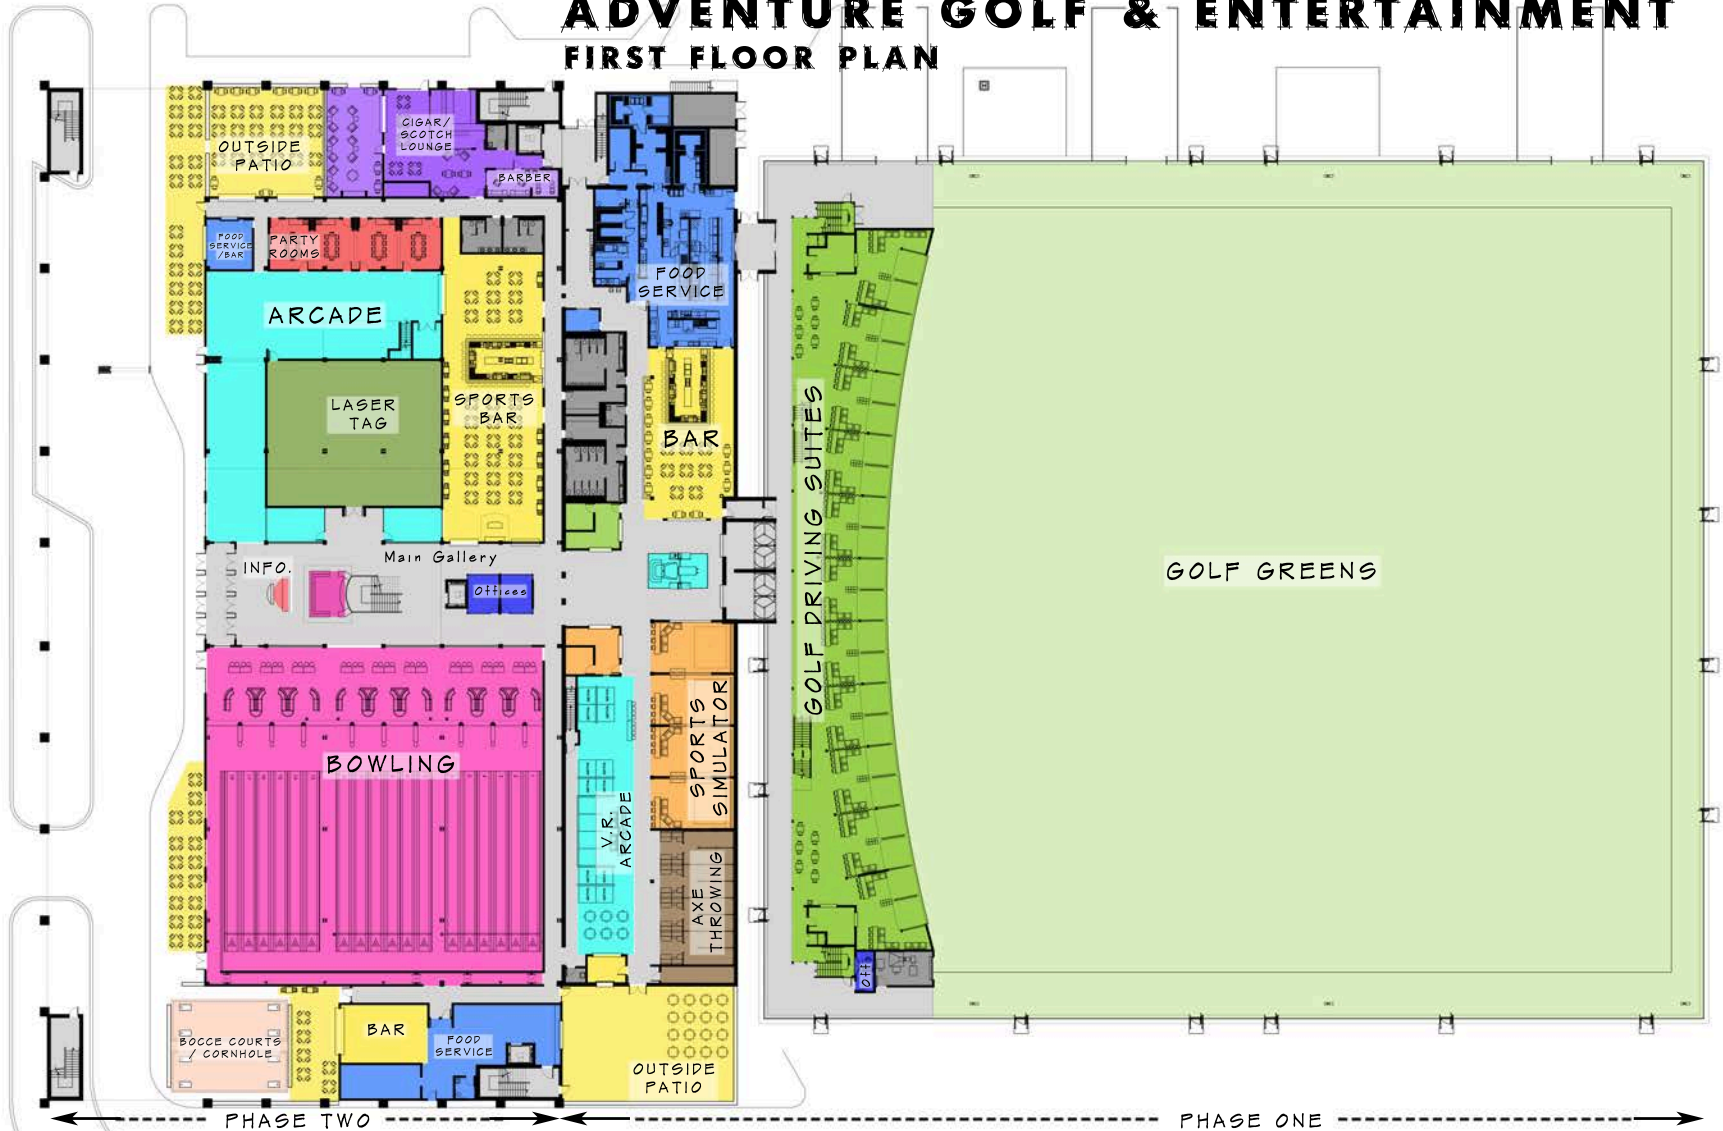 ADVENTURE GOLF & ENTERTAINMENT
FIRST FLOOR PLAN
OUTSIDE
PATIO
CIGAR/
SCOTCH
LOUNGE
BARBER
FOOD
SERVICE
/BAR
PARTY
ROOMS
ARCADE
FOOD
SERVICE
LASER
TAG
SPORTS
BAR
BAR
GOLF DRIVING SUITES
GOLF GREENS
Main Gallery
INFO.
Offices
BOWLING
SPORTS
SIMULATOR
V.R.
ARCADE
AXE
THROWING
Off.
BOCCE COURTS
/ CORNHOLE
BAR
FOOD
SERVICE
OUTSIDE
PATIO
PHASE TWO
PHASE ONE